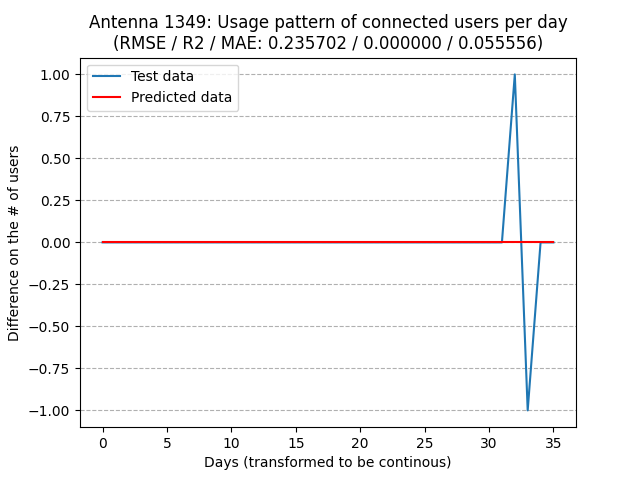 Antenna 1349: Usage pattern of connected users per day
(RMSE / R2 / MAE: 0.235702 / 0.000000 / 0.055556)
Test data
Predicted data
1.00
0.75
0.50
0.25
0.00
−0.25
−0.50
−0.75
−1.00
Difference on the # of users
0 5 10 15 20 25 30 35
Days (transformed to be continous)